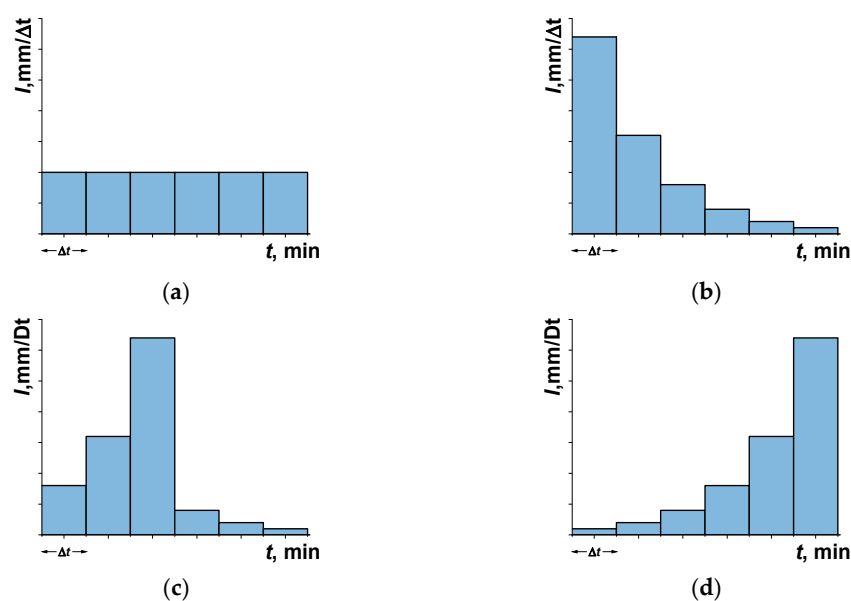 I,mm/Δt
Δt
t, min
(a)
I,mm/Δt
Δt
t, min
(b)
I,mm/Dt
Δt
t, min
(c)
I,mm/Dt
Δt
t, min
(d)